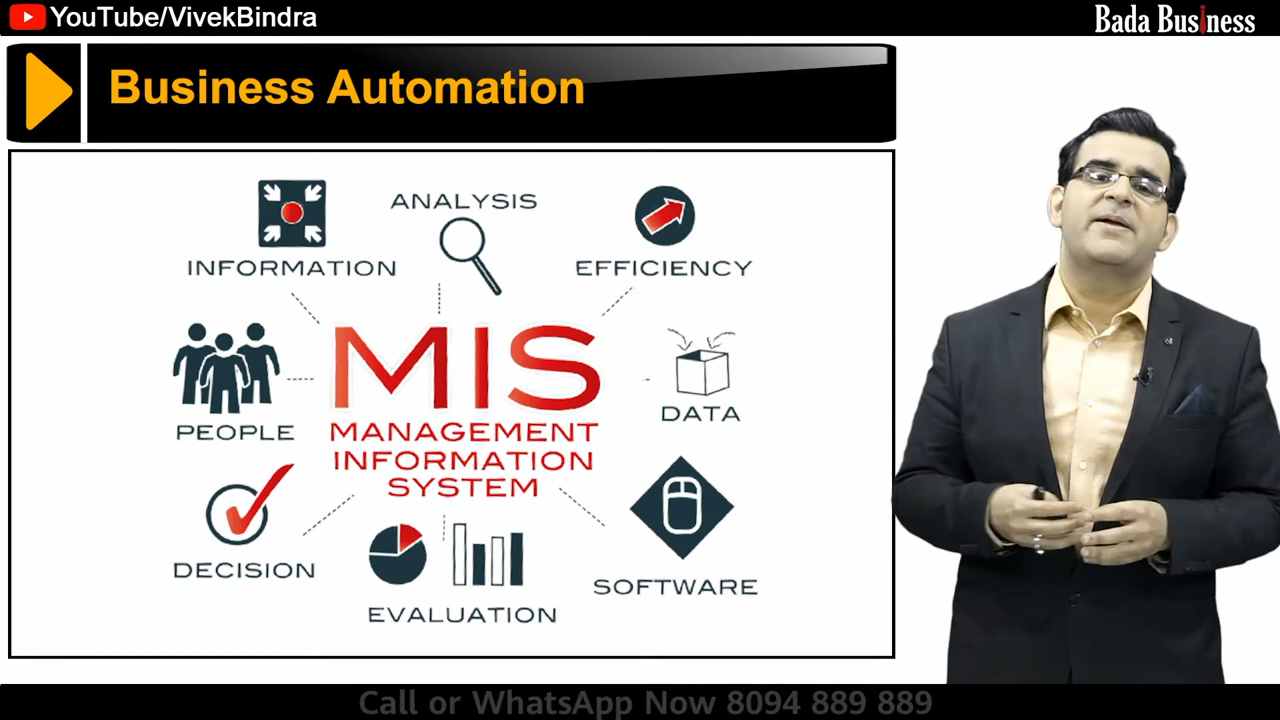 YouTube/VivekBindra
Bada Business
Business Automation
INFORMATION
ANALYSIS
EFFICIENCY
PEOPLE
MIS
MANAGEMENT
INFORMATION
SYSTEM
DATA
DECISION
EVALUATION
SOFTWARE
Call or WhatsApp Now 8094 889 889